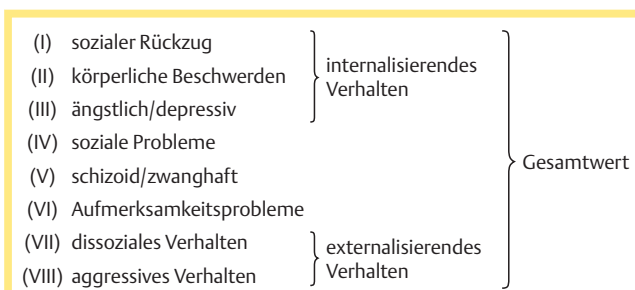 (I) sozialer Rückzug
(II) körperliche Beschwerden
(III) ängstlich/depressiv
internalisierendes
Verhalten
(IV) soziale Probleme
(V) schizoid/zwanghaft
(VI) Aufmerksamkeitsprobleme
(VII) dissoziales Verhalten
(VIII) aggressives Verhalten
externalisierendes
Verhalten
Gesamtwert